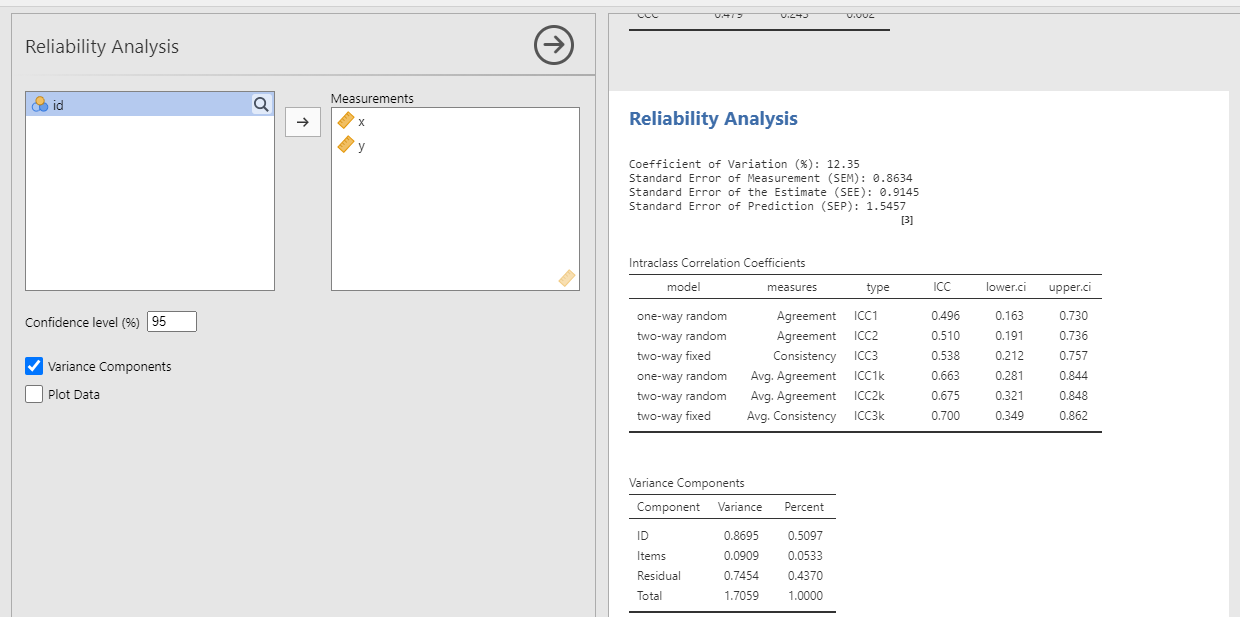 Reliability Analysis
id
Measurements
x
y
Confidence level (%) 95
Variance Components
Plot Data
CCC 0.479 0.245 0.662
Reliability Analysis
Coefficient of Variation (%): 12.35
Standard Error of Measurement (SEM): 0.8634
Standard Error of the Estimate (SEE): 0.9145
Standard Error of Prediction (SEP): 1.5457
[3]
Intraclass Correlation Coefficients
model measures type ICC lower.ci upper.ci
one-way random Agreement ICC1 0.496 0.163 0.730
two-way random Agreement ICC2 0.510 0.191 0.736
two-way fixed Consistency ICC3 0.538 0.212 0.757
one-way random Avg. Agreement ICC1k 0.663 0.281 0.844
two-way random Avg. Agreement ICC2k 0.675 0.321 0.848
two-way fixed Avg. Consistency ICC3k 0.700 0.349 0.862
Variance Components
Component Variance Percent
ID 0.8695 0.5097
Items 0.0909 0.0533
Residual 0.7454 0.4370
Total 1.7059 1.0000